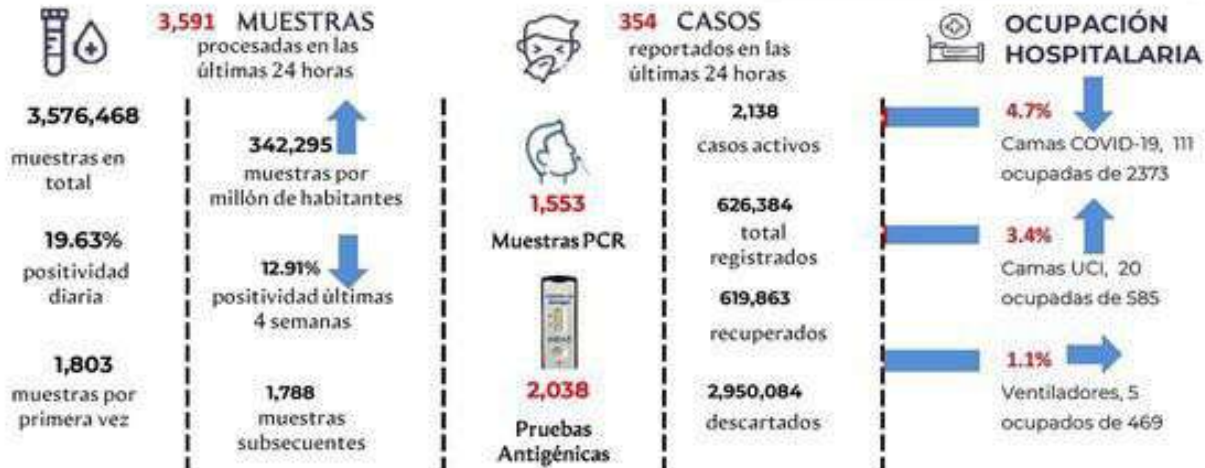 3,591 MUESTRAS
procesadas en las
últimas 24 horas
3,576,468
muestras en
total
19.63%
positividad
diaria
1,803
muestras por
primera vez
342,295
muestras por
millón de habitantes
12.91%
positividad últimas
4 semanas
1,788
muestras
subsecuentes
354 CASOS
reportados en las
últimas 24 horas
1,553
Muestras PCR
2,038
Pruebas
Antigénicas
2,138
casos activos
626,384
total
registrados
619,863
recuperados
2,950,084
descartados
OCUPACIÓN
HOSPITALARIA
4.7%
Camas COVID-19, 111
ocupadas de 2373
3.4%
Camas UCI, 20
ocupadas de 585
1.1%
Ventiladores, 5
ocupados de 469